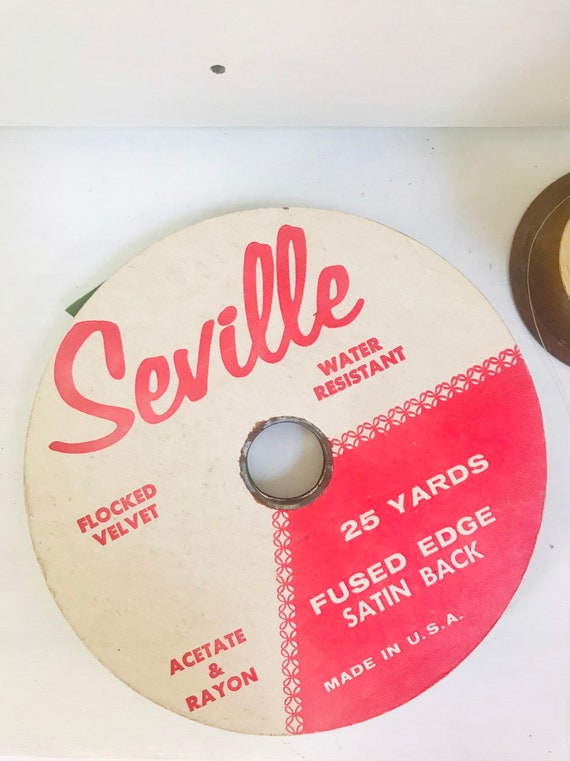 Seville
WATER
RESISTANT
FLOCKED
VELVET
25 YARDS
FUSED EDGE
SATIN BACK
MADE IN U.S.A.
ACETATE
&
RAYON